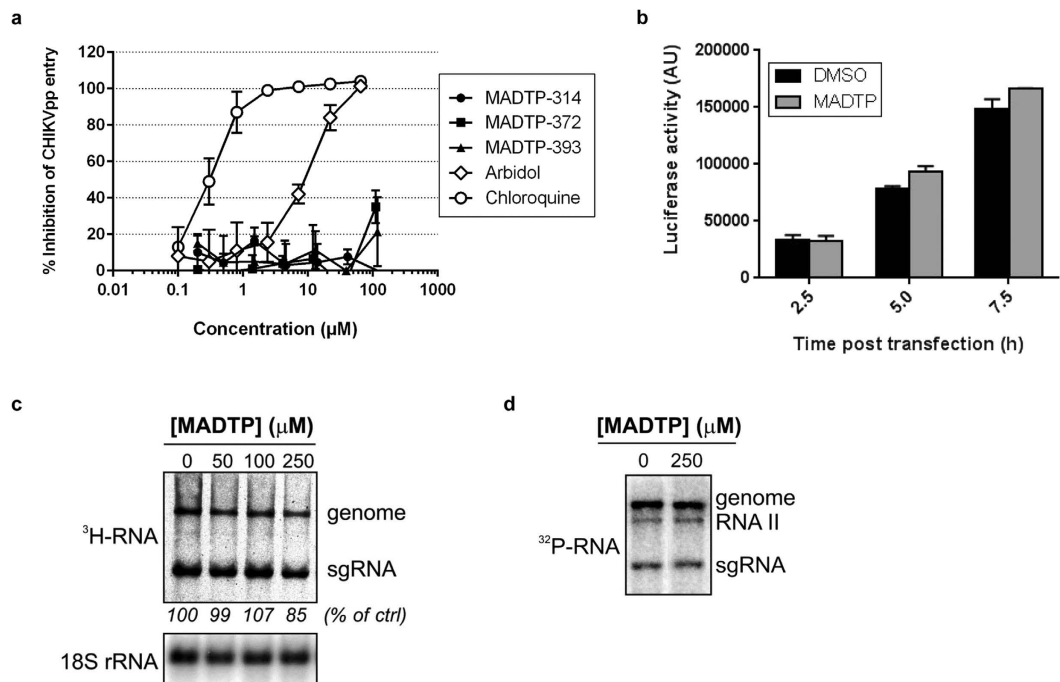 a
% Inhibition of CHIKVpp entry
120
100
80
60
40
20
0
0.01 0.1 1 10 100 1000
Concentration (µM)
MADTP-314
MADTP-372
MADTP-393
Arbidol
Chloroquine
b
Luciferase activity (AU)
200000
150000
100000
50000
0
DMSO
MADTP
2.5 5.0 7.5
Time post transfection (h)
c
[MADTP] (µM)
0 50 100 250
³H-RNA
genome
sgRNA
100 99 107 85 (% of ctrl)
18S rRNA
d
[MADTP] (µM)
0 250
³²P-RNA
genome
RNA II
sgRNA